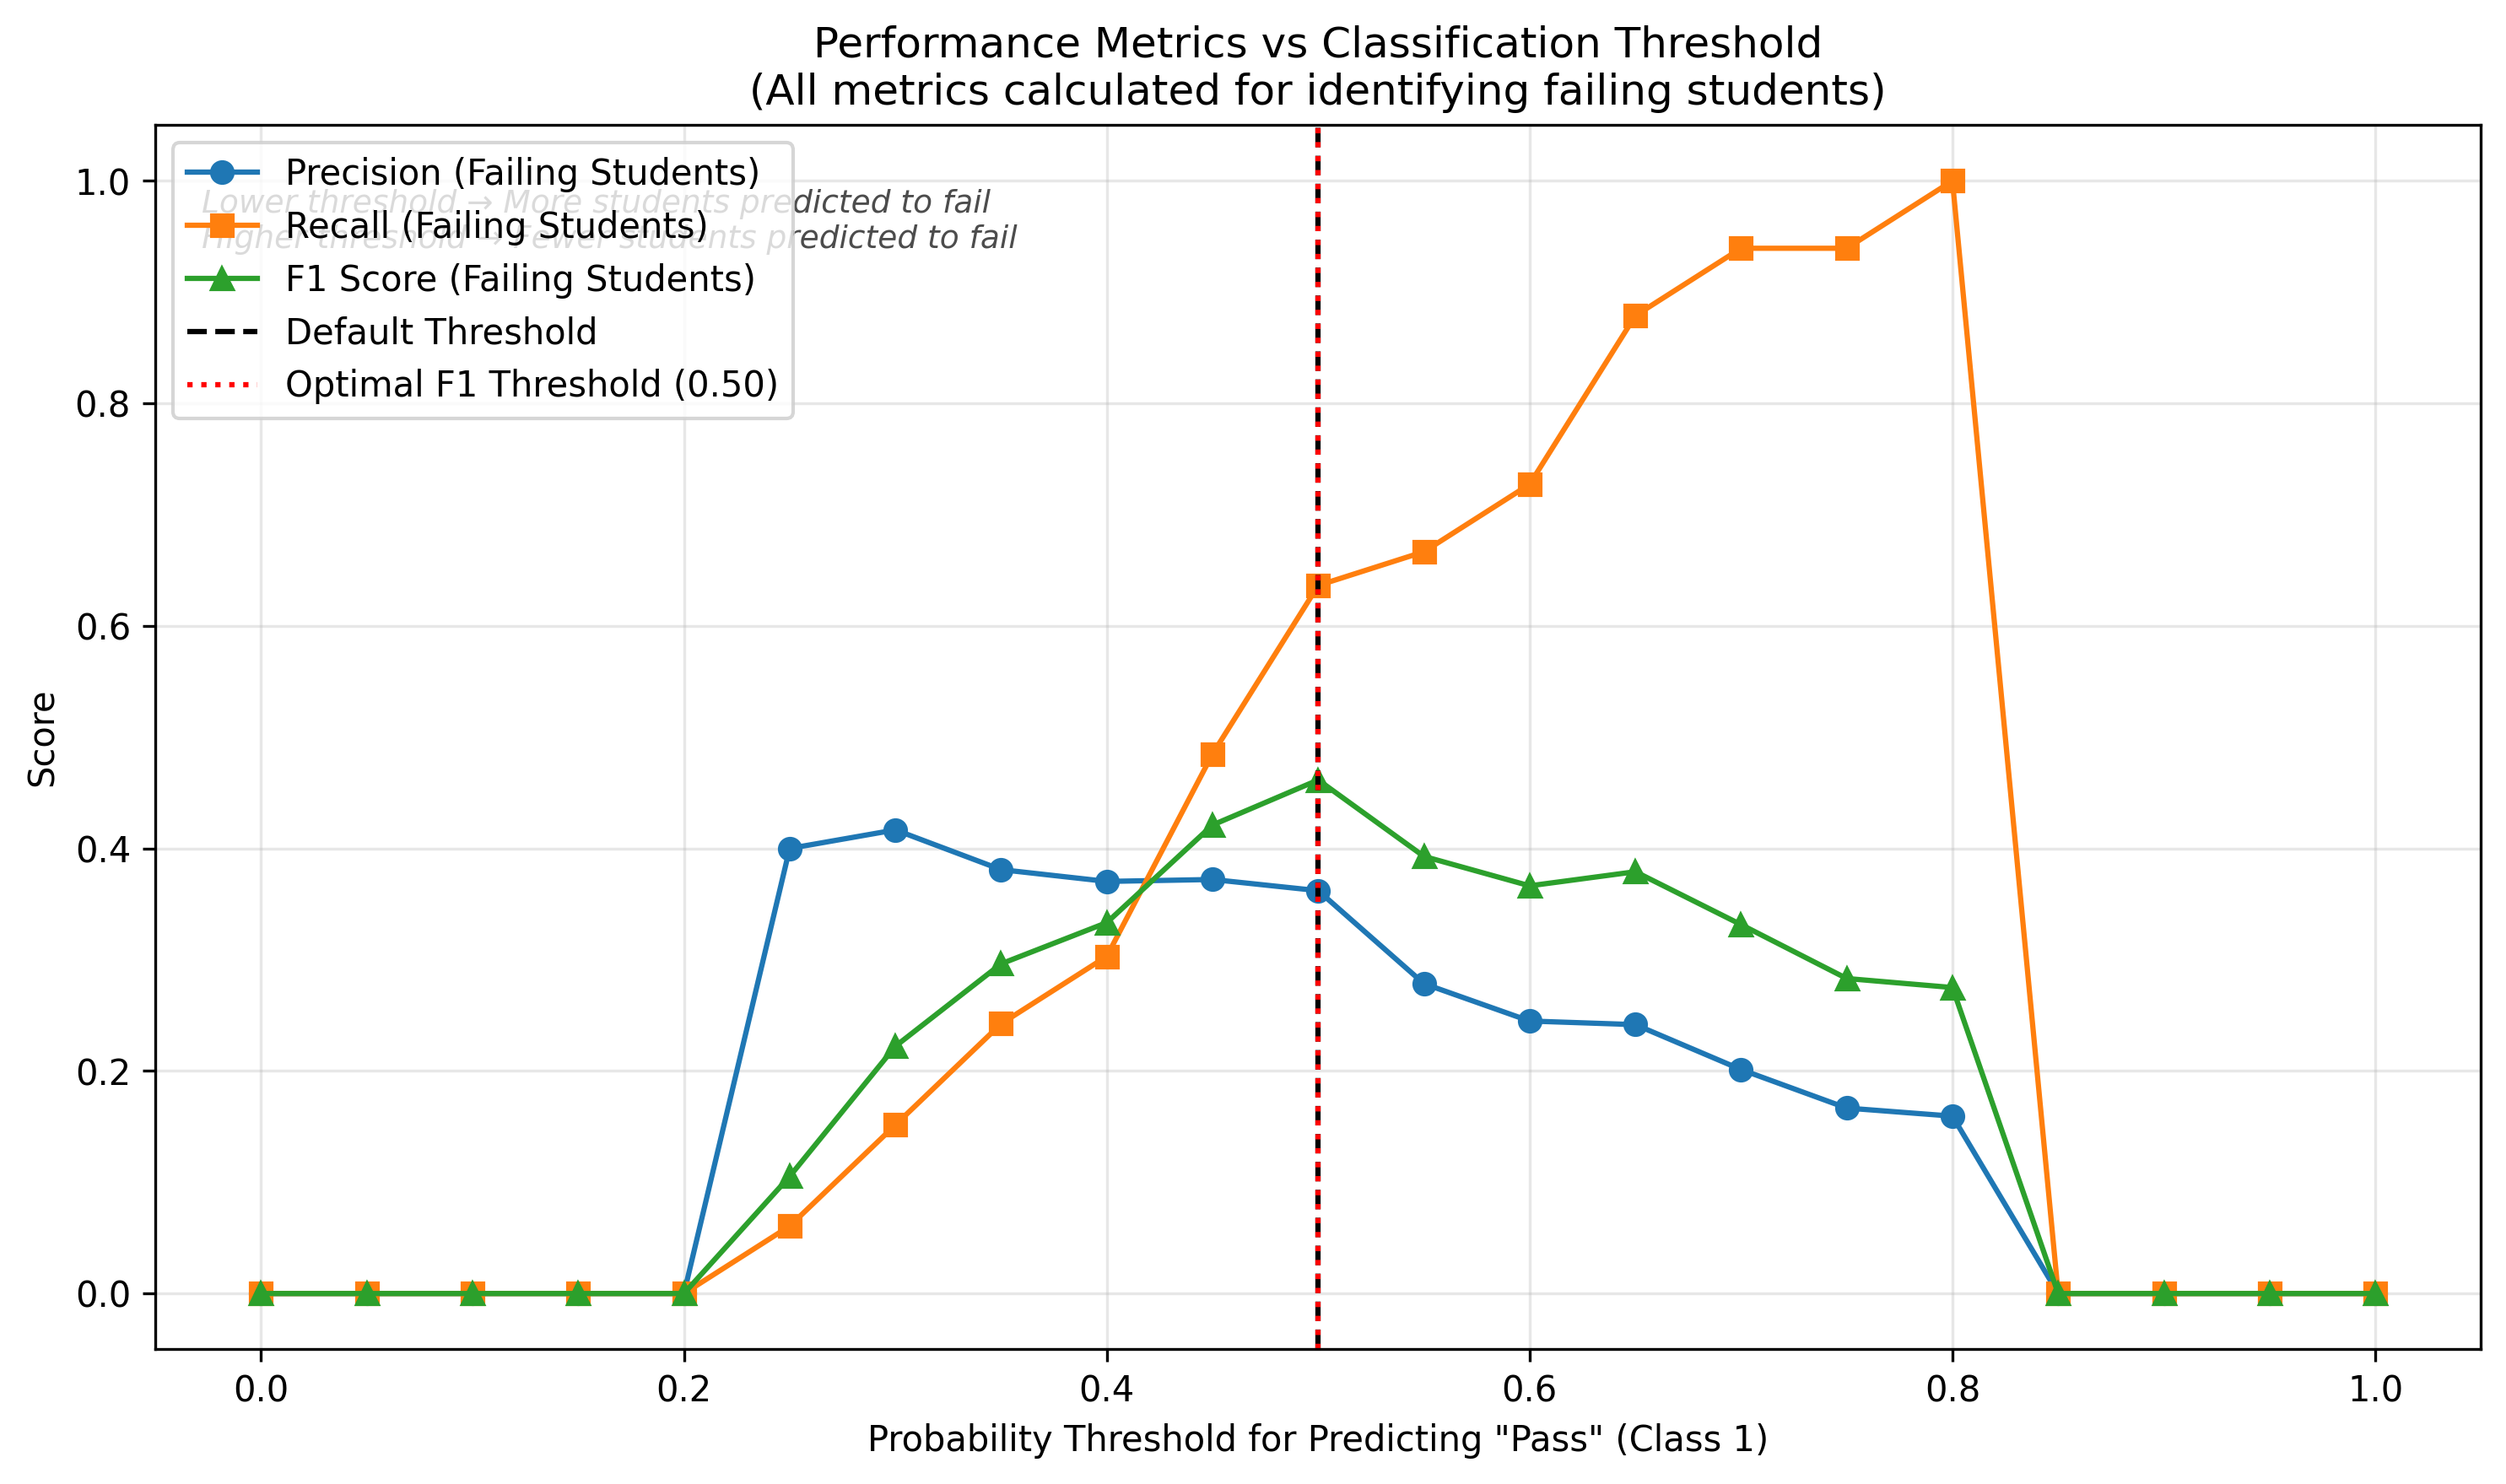 Performance Metrics vs Classification Threshold
(All metrics calculated for identifying failing students)
Precision (Failing Students)
Lower threshold → More students predicted to fail
Recall (Failing Students)
Higher threshold → Fewer students predicted to fail
F1 Score (Failing Students)
Default Threshold
Optimal F1 Threshold (0.50)
Score
1.0
0.8
0.6
0.4
0.2
0.0
0.0 0.2 0.4 0.6 0.8 1.0
Probability Threshold for Predicting "Pass" (Class 1)